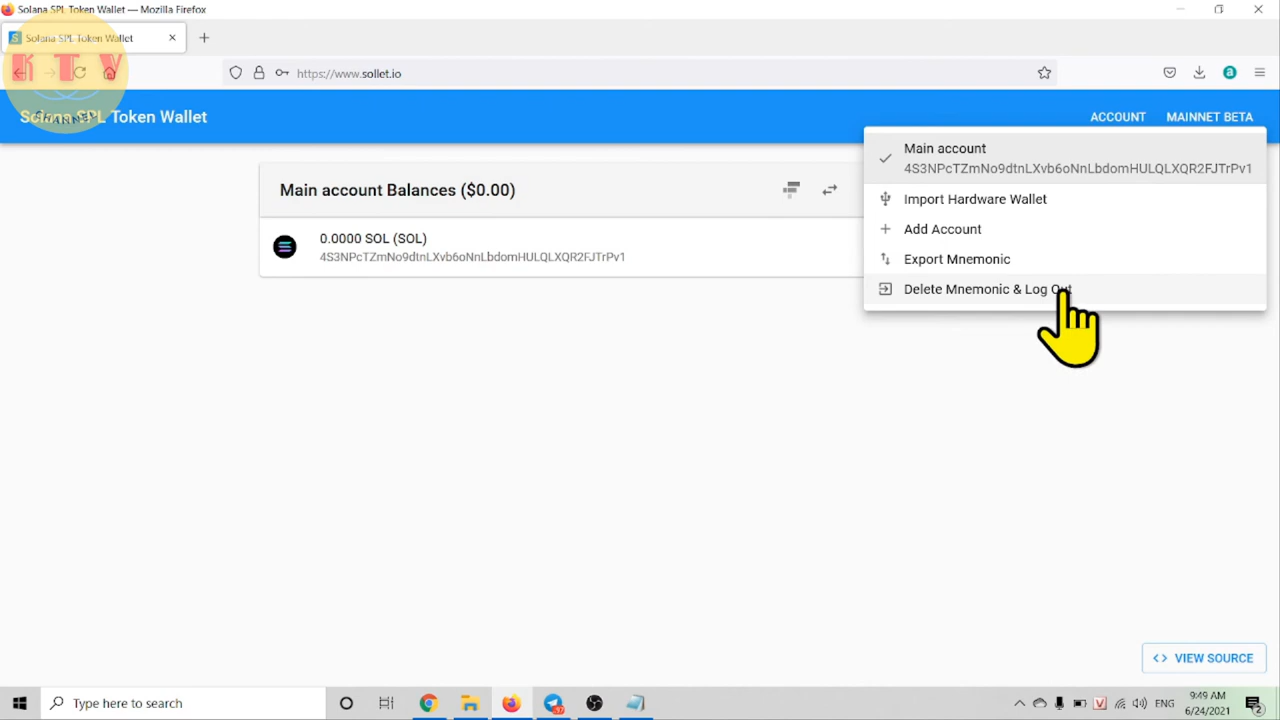 Solana SPL Token Wallet — Mozilla Firefox
Solana SPL Token Wallet
https://www.sollet.io
KTV
CHANNEL
Solana SPL Token Wallet
ACCOUNT
MAINNET BETA
Main account
4S3NPcTZmNo9dtnLXvb6oNnLbdomHULQLXQR2FJTrPv1
Import Hardware Wallet
Add Account
Export Mnemonic
Delete Mnemonic & Log Out
Main account Balances ($0.00)
0.0000 SOL (SOL)
4S3NPcTZmNo9dtnLXvb6oNnLbdomHULQLXQR2FJTrPv1
VIEW SOURCE
Type here to search
V
ENG
9:49 AM
6/24/2021
2